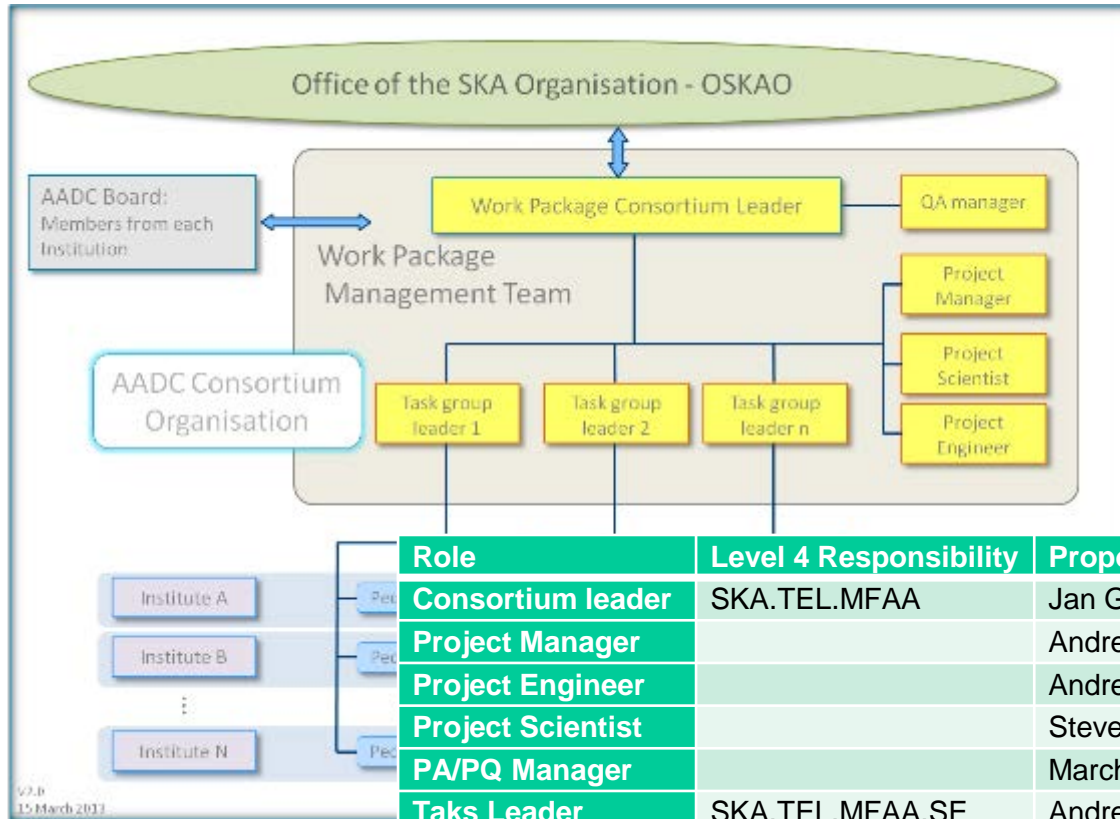 Office of the SKA Organisation - OSKAO
AADC Board:
Members from each
Institution
Work Package Consortium Leader
QA manager
Work Package
Management Team
Project
Manager
Project
Scientist
Project
Engineer
AADC Consortium
Organisation
Task group
leader 1
Task group
leader 2
Task group
leader n
Institute A
Institute B
Institute N
15 March 2013
Role Level 4 Responsibility
Consortium leader SKA.TEL.MFAA Jan
Project Manager
Project Engineer
Project Scientist Steve
PA/PQ Manager
Taks Leader SKA.TEL.MFAA.SE